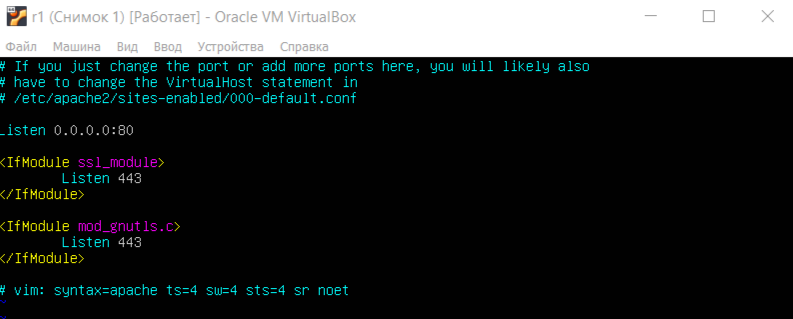 r1 (Снимок 1) [Работает] - Oracle VM VirtualBox
Файл Машина Вид Ввод Устройства Справка
# If you just change the port or add more ports here, you will likely also
# have to change the VirtualHost statement in
# /etc/apache2/sites-enabled/000-default.conf
Listen 0.0.0.0:80
<IfModule ssl_module>
Listen 443
</IfModule>
<IfModule mod_gnutls.c>
Listen 443
</IfModule>
# vim: syntax=apache ts=4 sw=4 sts=4 sr noet
~